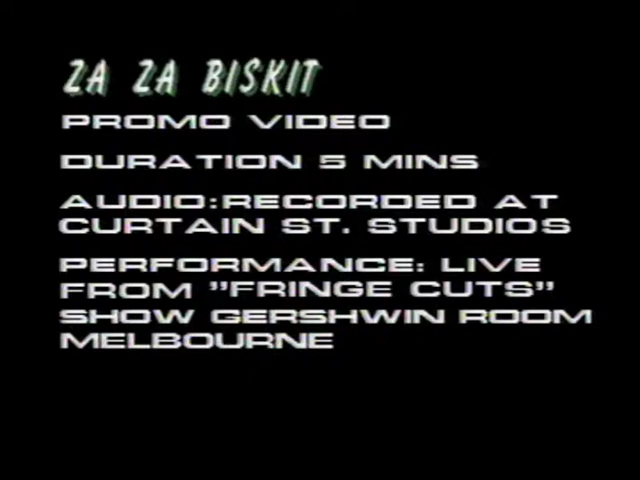 ZA ZA BISKIT
PROMO VIDEO
DURATION 5 MINS
AUDIO:RECORDED AT
CURTAIN ST. STUDIOS
PERFORMANCE: LIVE
FROM "FRINGE CUTS"
SHOW GERSHWIN ROOM
MELBOURNE